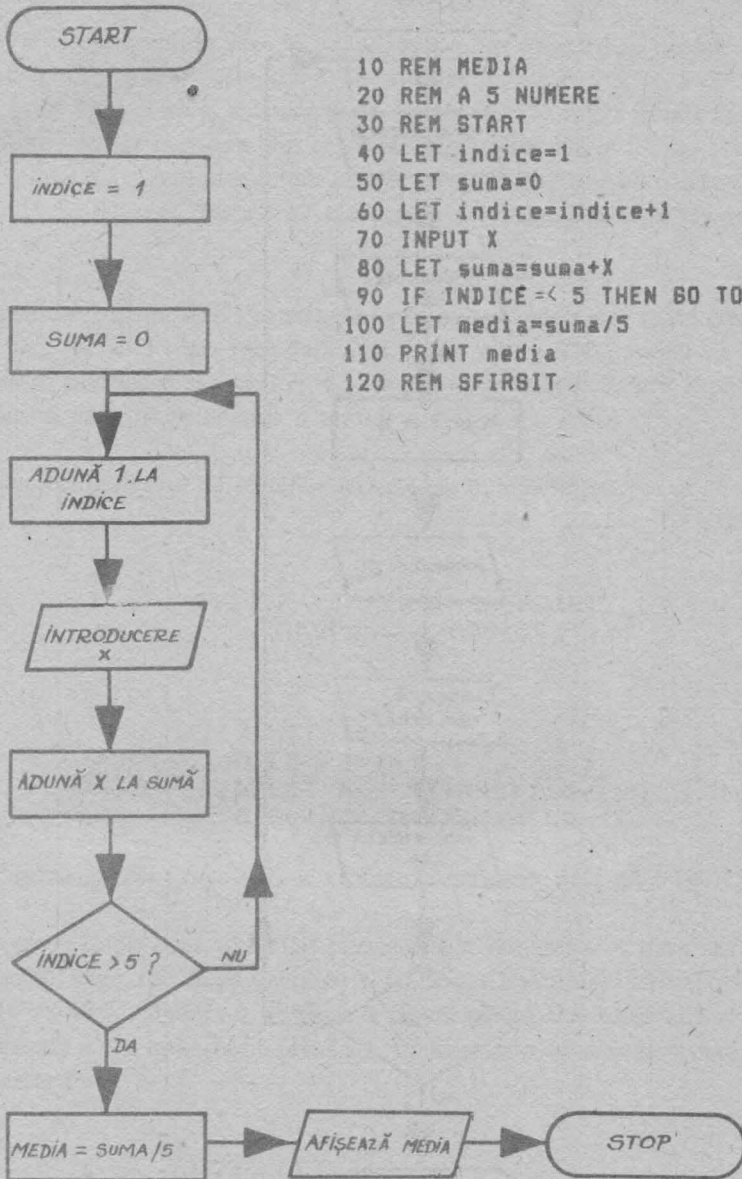 START
INDICE = 1
SUMA = 0
ADUNĂ 1.LA
INDICE
INTRODUCERE
X
ADUNĂ X LA SUMĂ
INDICE > 5 ?
NU
DA
MEDIA = SUMA/5
AFIȘEAZĂ MEDIA
STOP
10 REM MEDIA
20 REM A 5 NUMERE
30 REM START
40 LET indice=1
50 LET suma=0
60 LET indice=indice+1
70 INPUT X
80 LET suma=suma+X
90 IF INDICE =< 5 THEN GO TO
100 LET media=suma/5
110 PRINT media
120 REM SFIRSIT